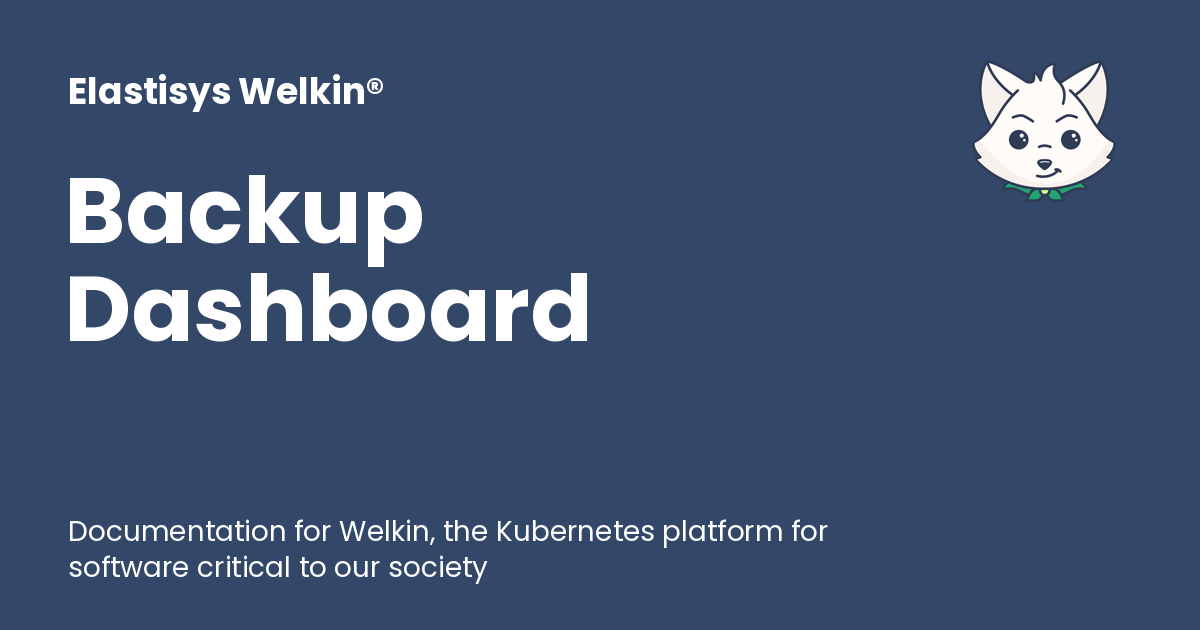 Elastisys Welkin®
Backup
Dashboard
Documentation for Welkin, the Kubernetes platform for
software critical to our society